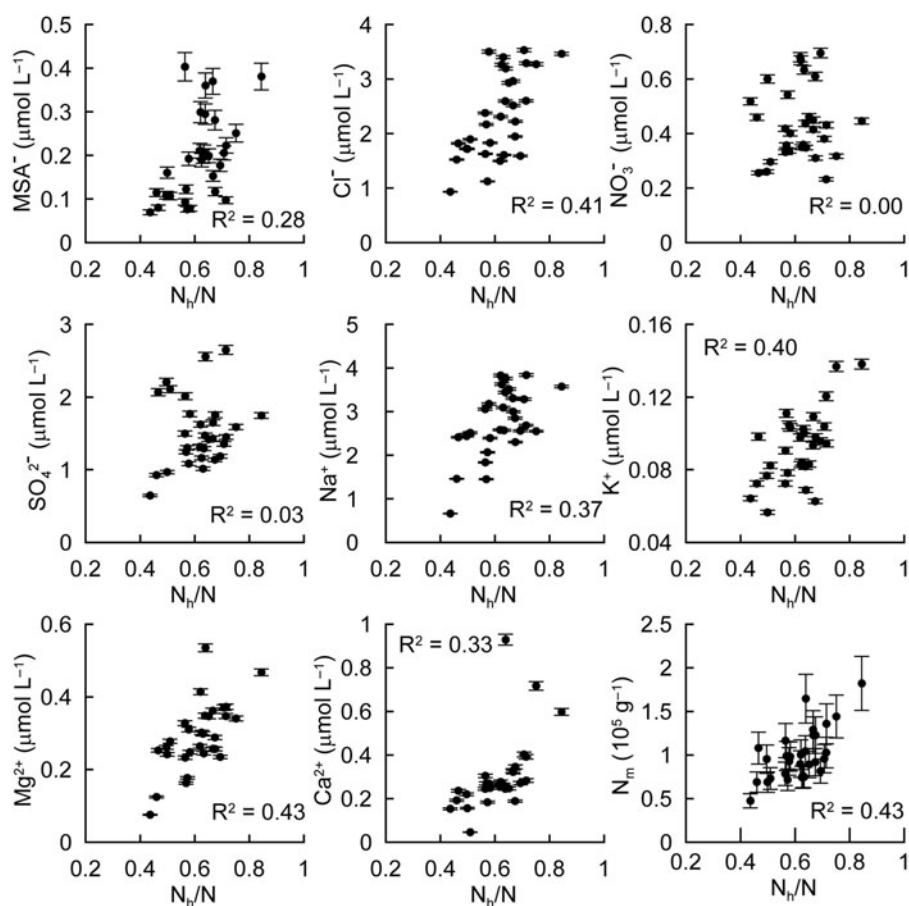 0.5
0.4
0.3
0.2
0.1
0
MSA⁻ (μmol L⁻¹)
R² = 0.28
0.2 0.4 0.6 0.8 1
Nₕ/N
4
3
2
1
0
Cl⁻ (μmol L⁻¹)
R² = 0.41
0.2 0.4 0.6 0.8 1
Nₕ/N
0.8
0.6
0.4
0.2
0
NO₃⁻ (μmol L⁻¹)
R² = 0.00
0.2 0.4 0.6 0.8 1
Nₕ/N
3
2
1
0
SO₄²⁻ (μmol L⁻¹)
R² = 0.03
0.2 0.4 0.6 0.8 1
Nₕ/N
5
4
3
2
1
0
Na⁺ (μmol L⁻¹)
R² = 0.37
0.2 0.4 0.6 0.8 1
Nₕ/N
0.16
0.12
0.08
0.04
K⁺ (μmol L⁻¹)
R² = 0.40
0.2 0.4 0.6 0.8 1
Nₕ/N
0.6
0.4
0.2
0
Mg²⁺ (μmol L⁻¹)
R² = 0.43
0.2 0.4 0.6 0.8 1
Nₕ/N
1
0.8
0.6
0.4
0.2
0
Ca²⁺ (μmol L⁻¹)
R² = 0.33
0.2 0.4 0.6 0.8 1
Nₕ/N
2.5
2
1.5
1
0.5
0
Nₘ (10⁵ g⁻¹)
R² = 0.43
0.2 0.4 0.6 0.8 1
Nₕ/N